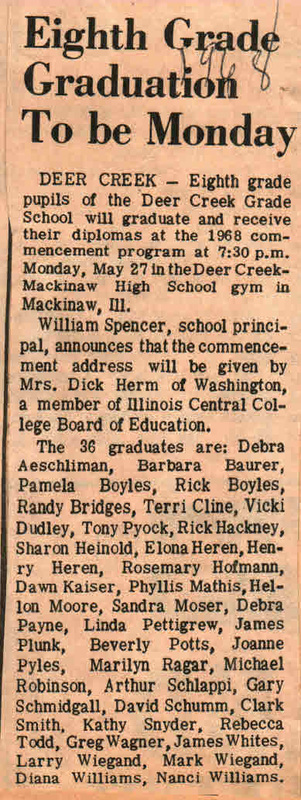 Eighth Grade
Graduation
1968
To be Monday
DEER CREEK — Eighth grade
pupils of the Deer Creek Grade
School will graduate and receive
their diplomas at the 1968 com-
mencement program at 7:30 p.m.
Monday, May 27 in the Deer Creek-
Mackinaw High School gym in
Mackinaw, Ill.
William Spencer, school princi-
pal, announces that the commence-
ment address will be given by
Mrs. Dick Herm of Washington,
a member of Illinois Central Col-
lege Board of Education.
The 36 graduates are: Debra
Aeschliman, Barbara Baurer,
Pamela Boyles, Rick Boyles,
Randy Bridges, Terri Cline, Vicki
Dudley, Tony Pyock, Rick Hackney,
Sharon Heinold, Elona Heren, Hen-
ry Heren, Rosemary Hofmann,
Dawn Kaiser, Phyllis Mathis, Hel-
lon Moore, Sandra Moser, Debra
Payne, Linda Pettigrew, James
Plunk, Beverly Potts, Joanne
Pyles, Marilyn Ragar, Michael
Robinson, Arthur Schlappi, Gary
Schmidgall, David Schumm, Clark
Smith, Kathy Snyder, Rebecca
Todd, Greg Wagner, James Whites,
Larry Wiegand, Mark Wiegand,
Diana Williams, Nanci Williams.